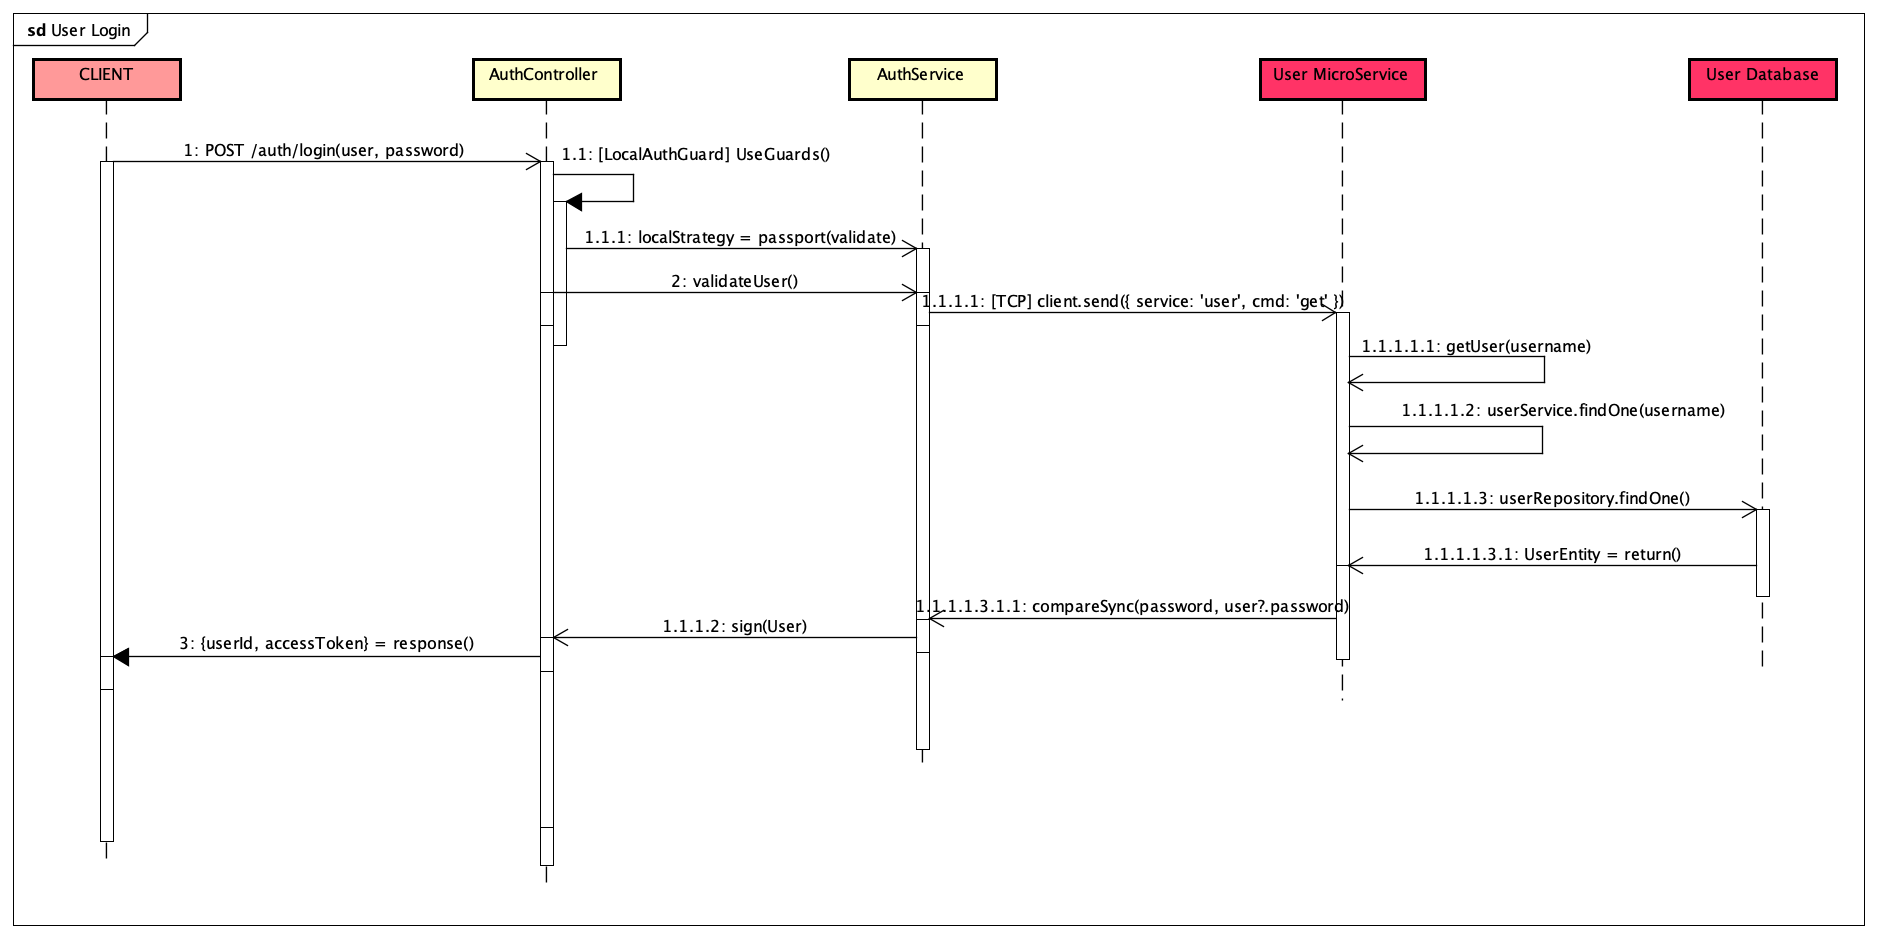 sd User Login
CLIENT
AuthController
AuthService
User MicroService
User Database
1: POST /auth/login(user, password)
1.1: [LocalAuthGuard] UseGuards()
1.1.1: localStrategy = passport(validate)
2: validateUser()
1.1.1.1: [TCP] client.send({ service: 'user', cmd: 'get' })
1.1.1.1.1: getUser(username)
1.1.1.1.2: userService.findOne(username)
1.1.1.1.3: userRepository.findOne()
1.1.1.1.3.1: UserEntity = return()
1.1.1.1.3.1.1: compareSync(password, user?.password)
1.1.1.2: sign(User)
3: {userId, accessToken} = response()